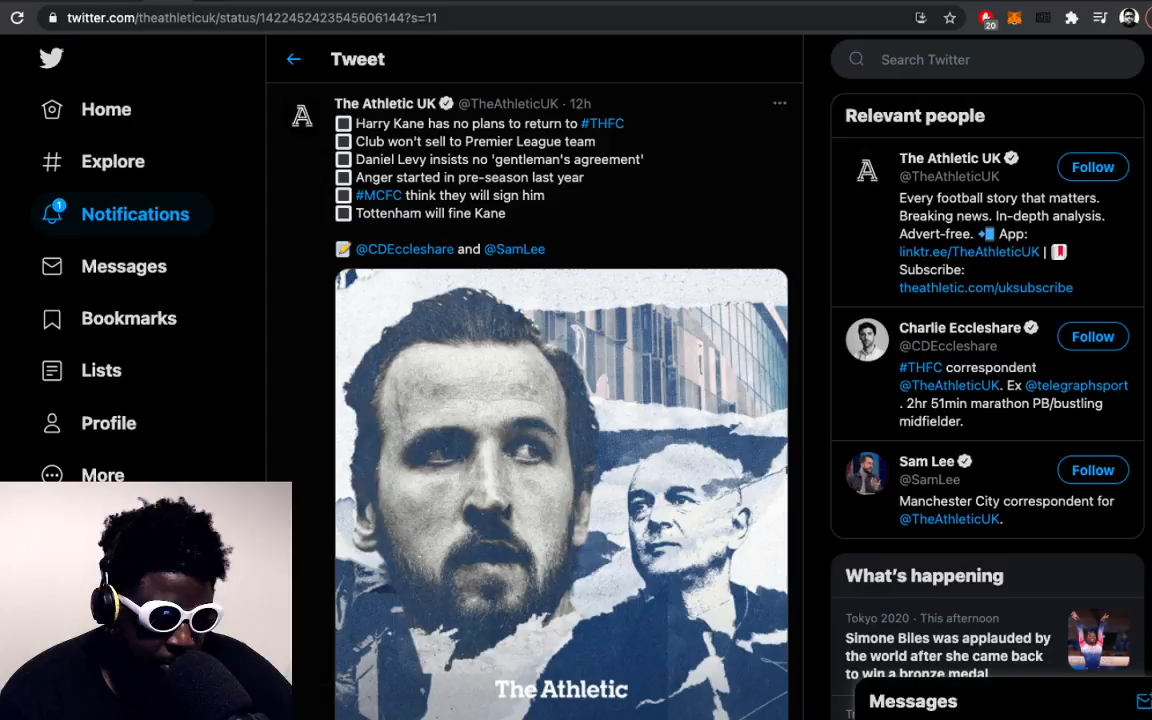 twitter.com/theathleticuk/status/1422452423545606144?s=11
20
Home
Explore
1
Notifications
Messages
Bookmarks
Lists
Profile
More
Tweet
The Athletic UK @TheAthleticUK · 12h
Harry Kane has no plans to return to #THFC
Club won't sell to Premier League team
Daniel Levy insists no 'gentleman's agreement'
Anger started in pre-season last year
#MCFC think they will sign him
Tottenham will fine Kane
@CDEccleshare and @SamLee
The Athletic
Search Twitter
Relevant people
The Athletic UK
@TheAthleticUK
Follow
Every football story that matters.
Breaking news. In-depth analysis.
Advert-free. App:
linktr.ee/TheAthleticUK |
Subscribe:
theathletic.com/uksubscribe
Charlie Eccleshare
@CDEccleshare
Follow
#THFC correspondent
@TheAthleticUK. Ex @telegraphsport
. 2hr 51min marathon PB/bustling
midfielder.
Sam Lee
@SamLee
Follow
Manchester City correspondent for
@TheAthleticUK.
What's happening
Tokyo 2020 · This afternoon
Simone Biles was applauded by
the world after she came back
to win a bronze medal
Messages